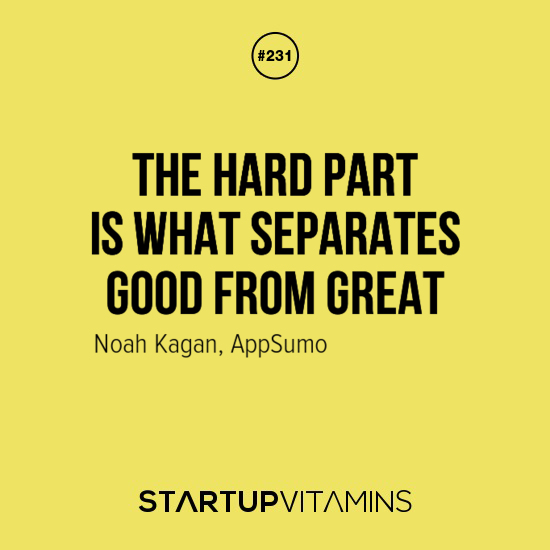 #231
THE HARD PART
IS WHAT SEPARATES
GOOD FROM GREAT
Noah Kagan, AppSumo
STARTUPVITAMINS